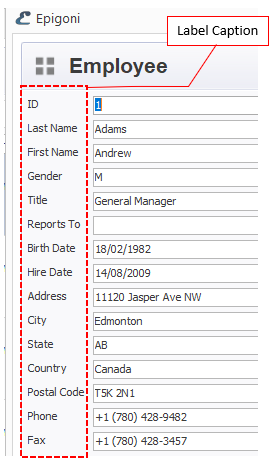 Epigoni
Label Caption
Employee
ID 1
Last Name Adams
First Name Andrew
Gender M
Title General Manager
Reports To
Birth Date 18/02/1982
Hire Date 14/08/2009
Address 11120 Jasper Ave NW
City Edmonton
State AB
Country Canada
Postal Code T5K 2N1
Phone +1 (780) 428-9482
Fax +1 (780) 428-3457